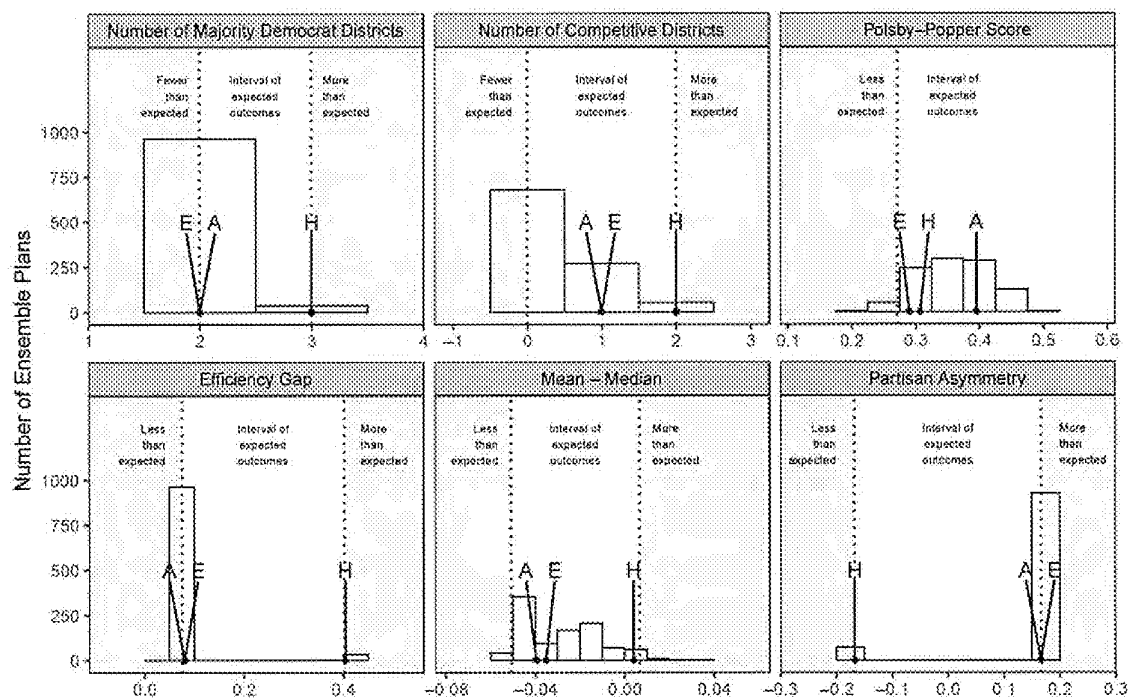 Number of Majority Democrat Districts
Number of Competitive Districts
Polsby-Popper Score
Fewer than expected
Interval of expected outcomes
More than expected
Fewer than expected
Interval of expected outcomes
More than expected
Less than expected
Interval of expected outcomes
1000
750
500
250
0
E A H
A E H
E H A
2 3 4
-1 0 1 2 3
0.1 0.2 0.3 0.4 0.5 0.6
Number of Ensemble Plans
Efficiency Gap
Mean - Median
Partisan Asymmetry
Less than expected
Interval of expected outcomes
More than expected
Less than expected
Interval of expected outcomes
More than expected
Less than expected
Interval of expected outcomes
More than expected
1000
750
500
250
0
A E H
A E H
H A E
0.0 0.2 0.4
-0.08 -0.04 0.00 0.04
-0.3 -0.2 -0.1 0.0 0.1 0.2 0.3